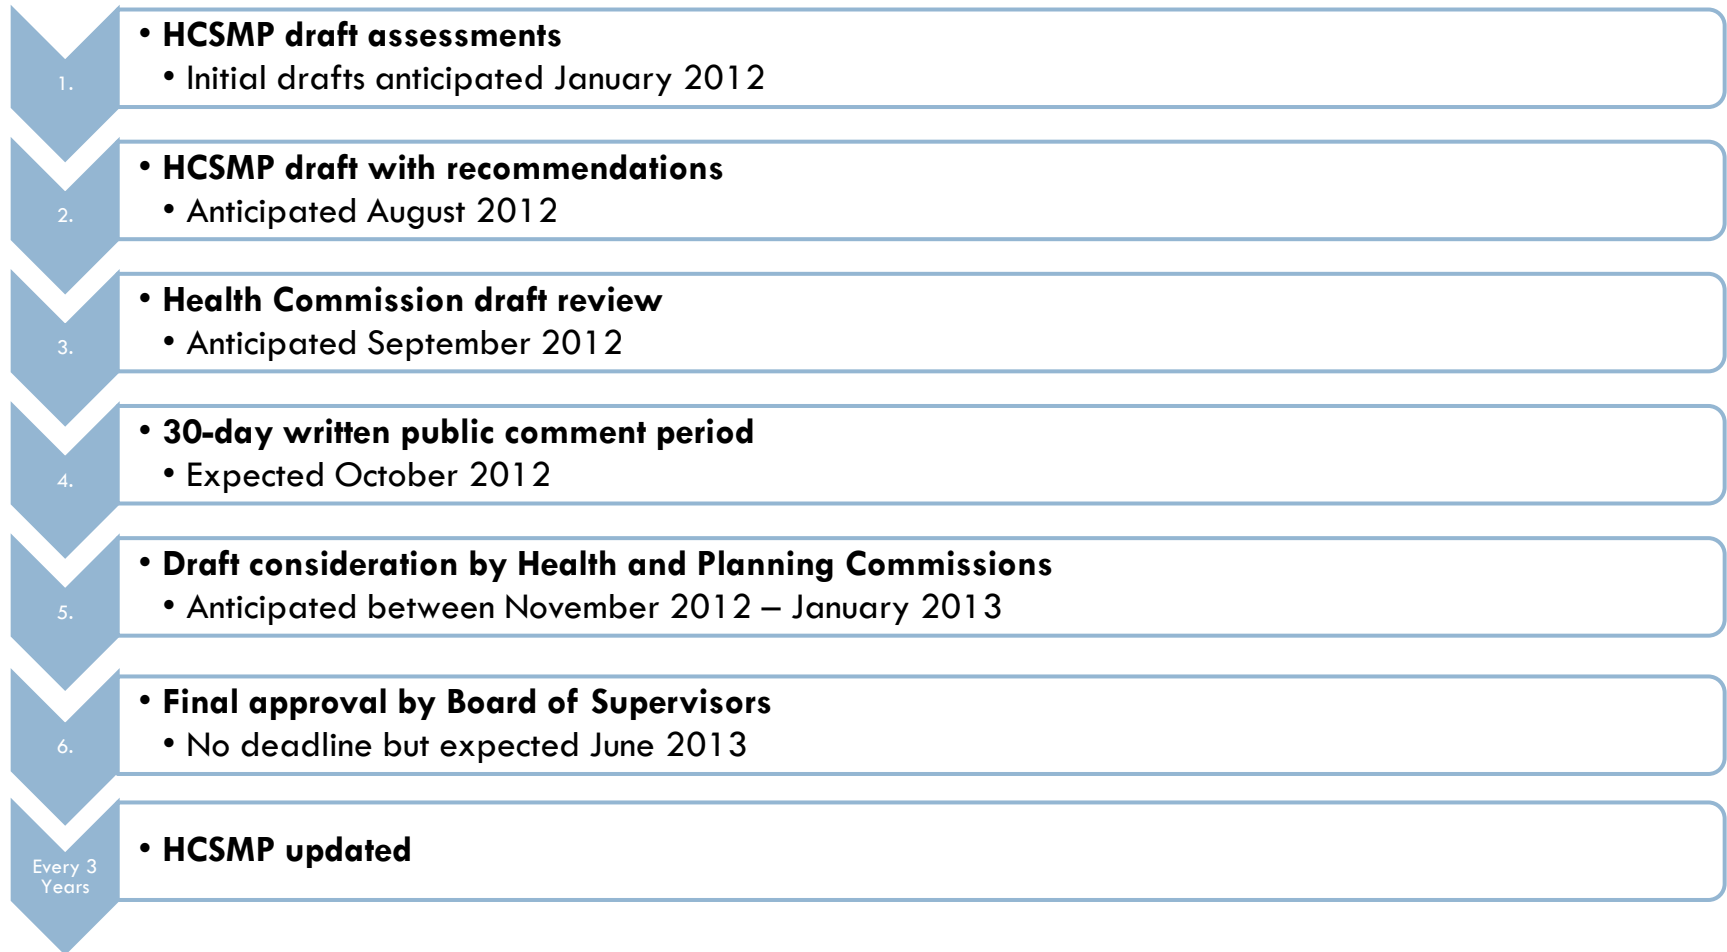 1.
• HCSMP draft assessments
• Initial drafts anticipated January 2012
2.
• HCSMP draft with recommendations
• Anticipated August 2012
3.
• Health Commission draft review
• Anticipated September 2012
4.
• 30-day written public comment period
• Expected October 2012
5.
• Draft consideration by Health and Planning Commissions
• Anticipated between November 2012 – January 2013
6.
• Final approval by Board of Supervisors
• No deadline but expected June 2013
Every 3
Years
• HCSMP updated